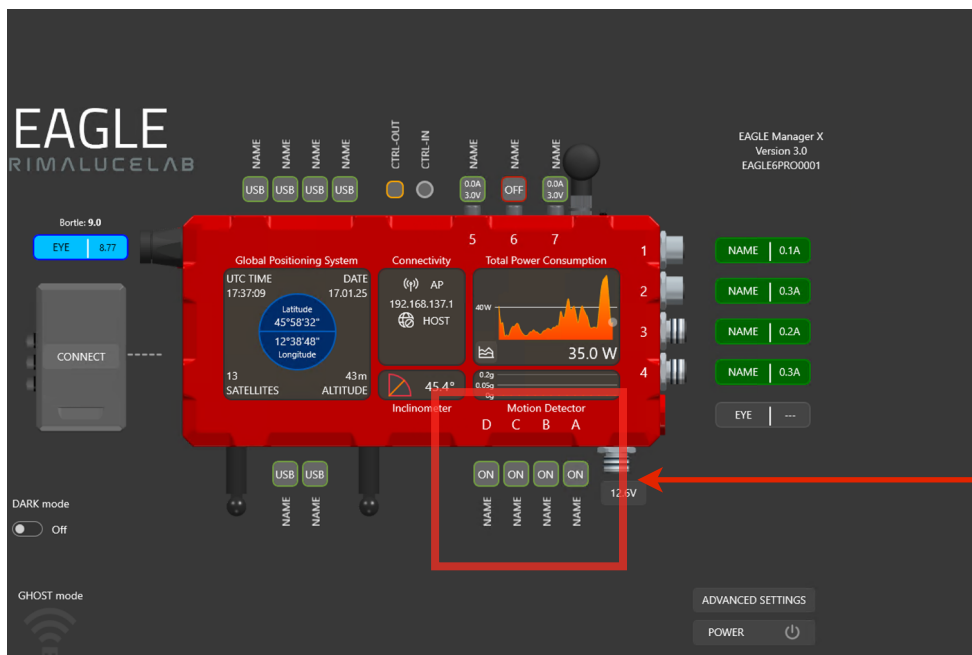 EAGLE
RIMALUCELAB
NAME NAME NAME NAME CTRL-OUT CTRL-IN NAME NAME NAME
USB USB USB USB 0.0A 3.0V OFF 0.0A 3.0V
EAGLE Manager X
Version 3.0
EAGLE6PRO0001
Bortle: 9.0
EYE 8.77
5 6 7
Global Positioning System
UTC TIME DATE
17:37:09 17.01.25
Latitude
45°58'32"
12°38'48"
Longitude
13 43m
SATELLITES ALTITUDE
Connectivity
AP
192.168.137.1
HOST
45.4°
Inclinometer
Total Power Consumption
40W
35.0 W
0.2g
0.05g
0g
Motion Detector
D C B A
1 NAME 0.1A
2 NAME 0.3A
3 NAME 0.2A
4 NAME 0.3A
EYE ---
CONNECT
USB USB
NAME NAME
ON ON ON ON
NAME NAME NAME NAME
12.6V
DARK mode
Off
GHOST mode
ADVANCED SETTINGS
POWER